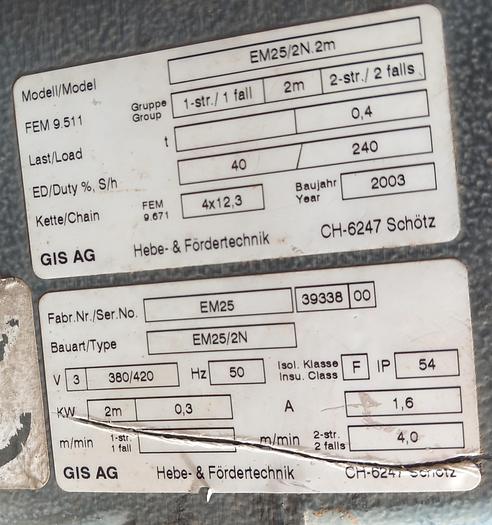 Modell/Model EM25/2N.2m
FEM 9.511 Gruppe Group 1-str./ 1 fall 2m 2-str./ 2 falls
Last/Load t 0,4
ED/Duty %, S/h 40 / 240
Kette/Chain FEM 9.671 4x12,3 Baujahr Year 2003
GIS AG Hebe- & Fördertechnik CH-6247 Schötz
Fabr.Nr./Ser.No. EM25 39338 00
Bauart/Type EM25/2N
V 3 380/420 Hz 50 Isol. Klasse Insu. Class F IP 54
KW 2m 0,3 A 1,6
m/min 1-str. 1 fall m/min 2-str. 2 falls 4,0
GIS AG Hebe- & Fördertechnik CH-6247 Schötz